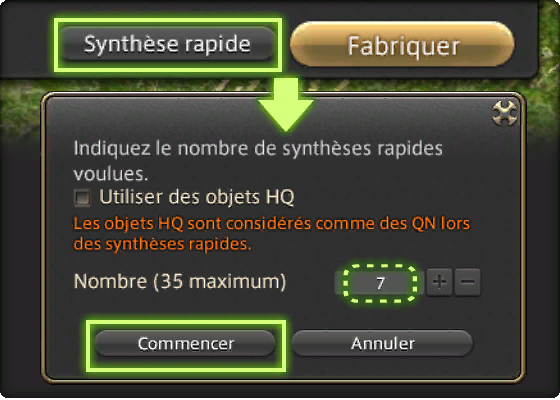 Synthèse rapide
Fabriquer
Indiquez le nombre de synthèses rapides
voulues.
Utiliser des objets HQ
Les objets HQ sont considérés comme des QN lors
des synthèses rapides.
Nombre (35 maximum) 7 + −
Commencer
Annuler